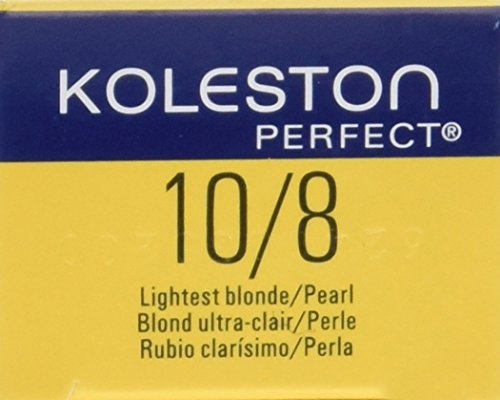 KOLESTON
PERFECT®
10/8
Lightest blonde/Pearl
Blond ultra-clair/Perle
Rubio clarísimo/Perla